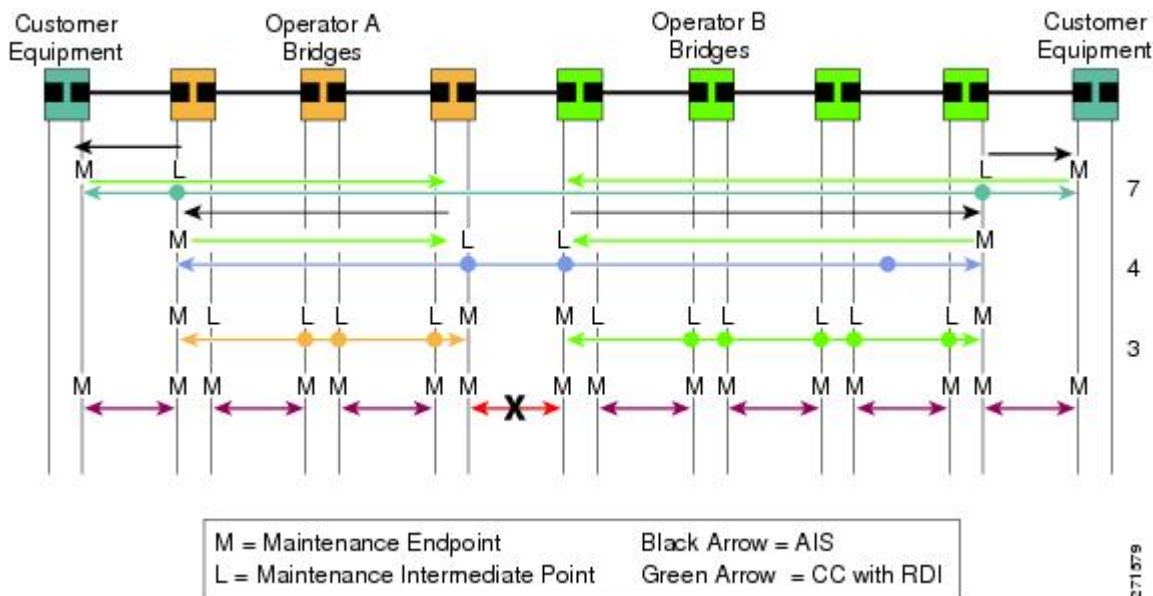 Customer Equipment
Operator A Bridges
Operator B Bridges
Customer Equipment
M L L M
7
M L L M
4
M L L L L M M L L L L L M
3
M M M M M M M M M M M M M M M M
X
M = Maintenance Endpoint
L = Maintenance Intermediate Point
Black Arrow = AIS
Green Arrow = CC with RDI
271579